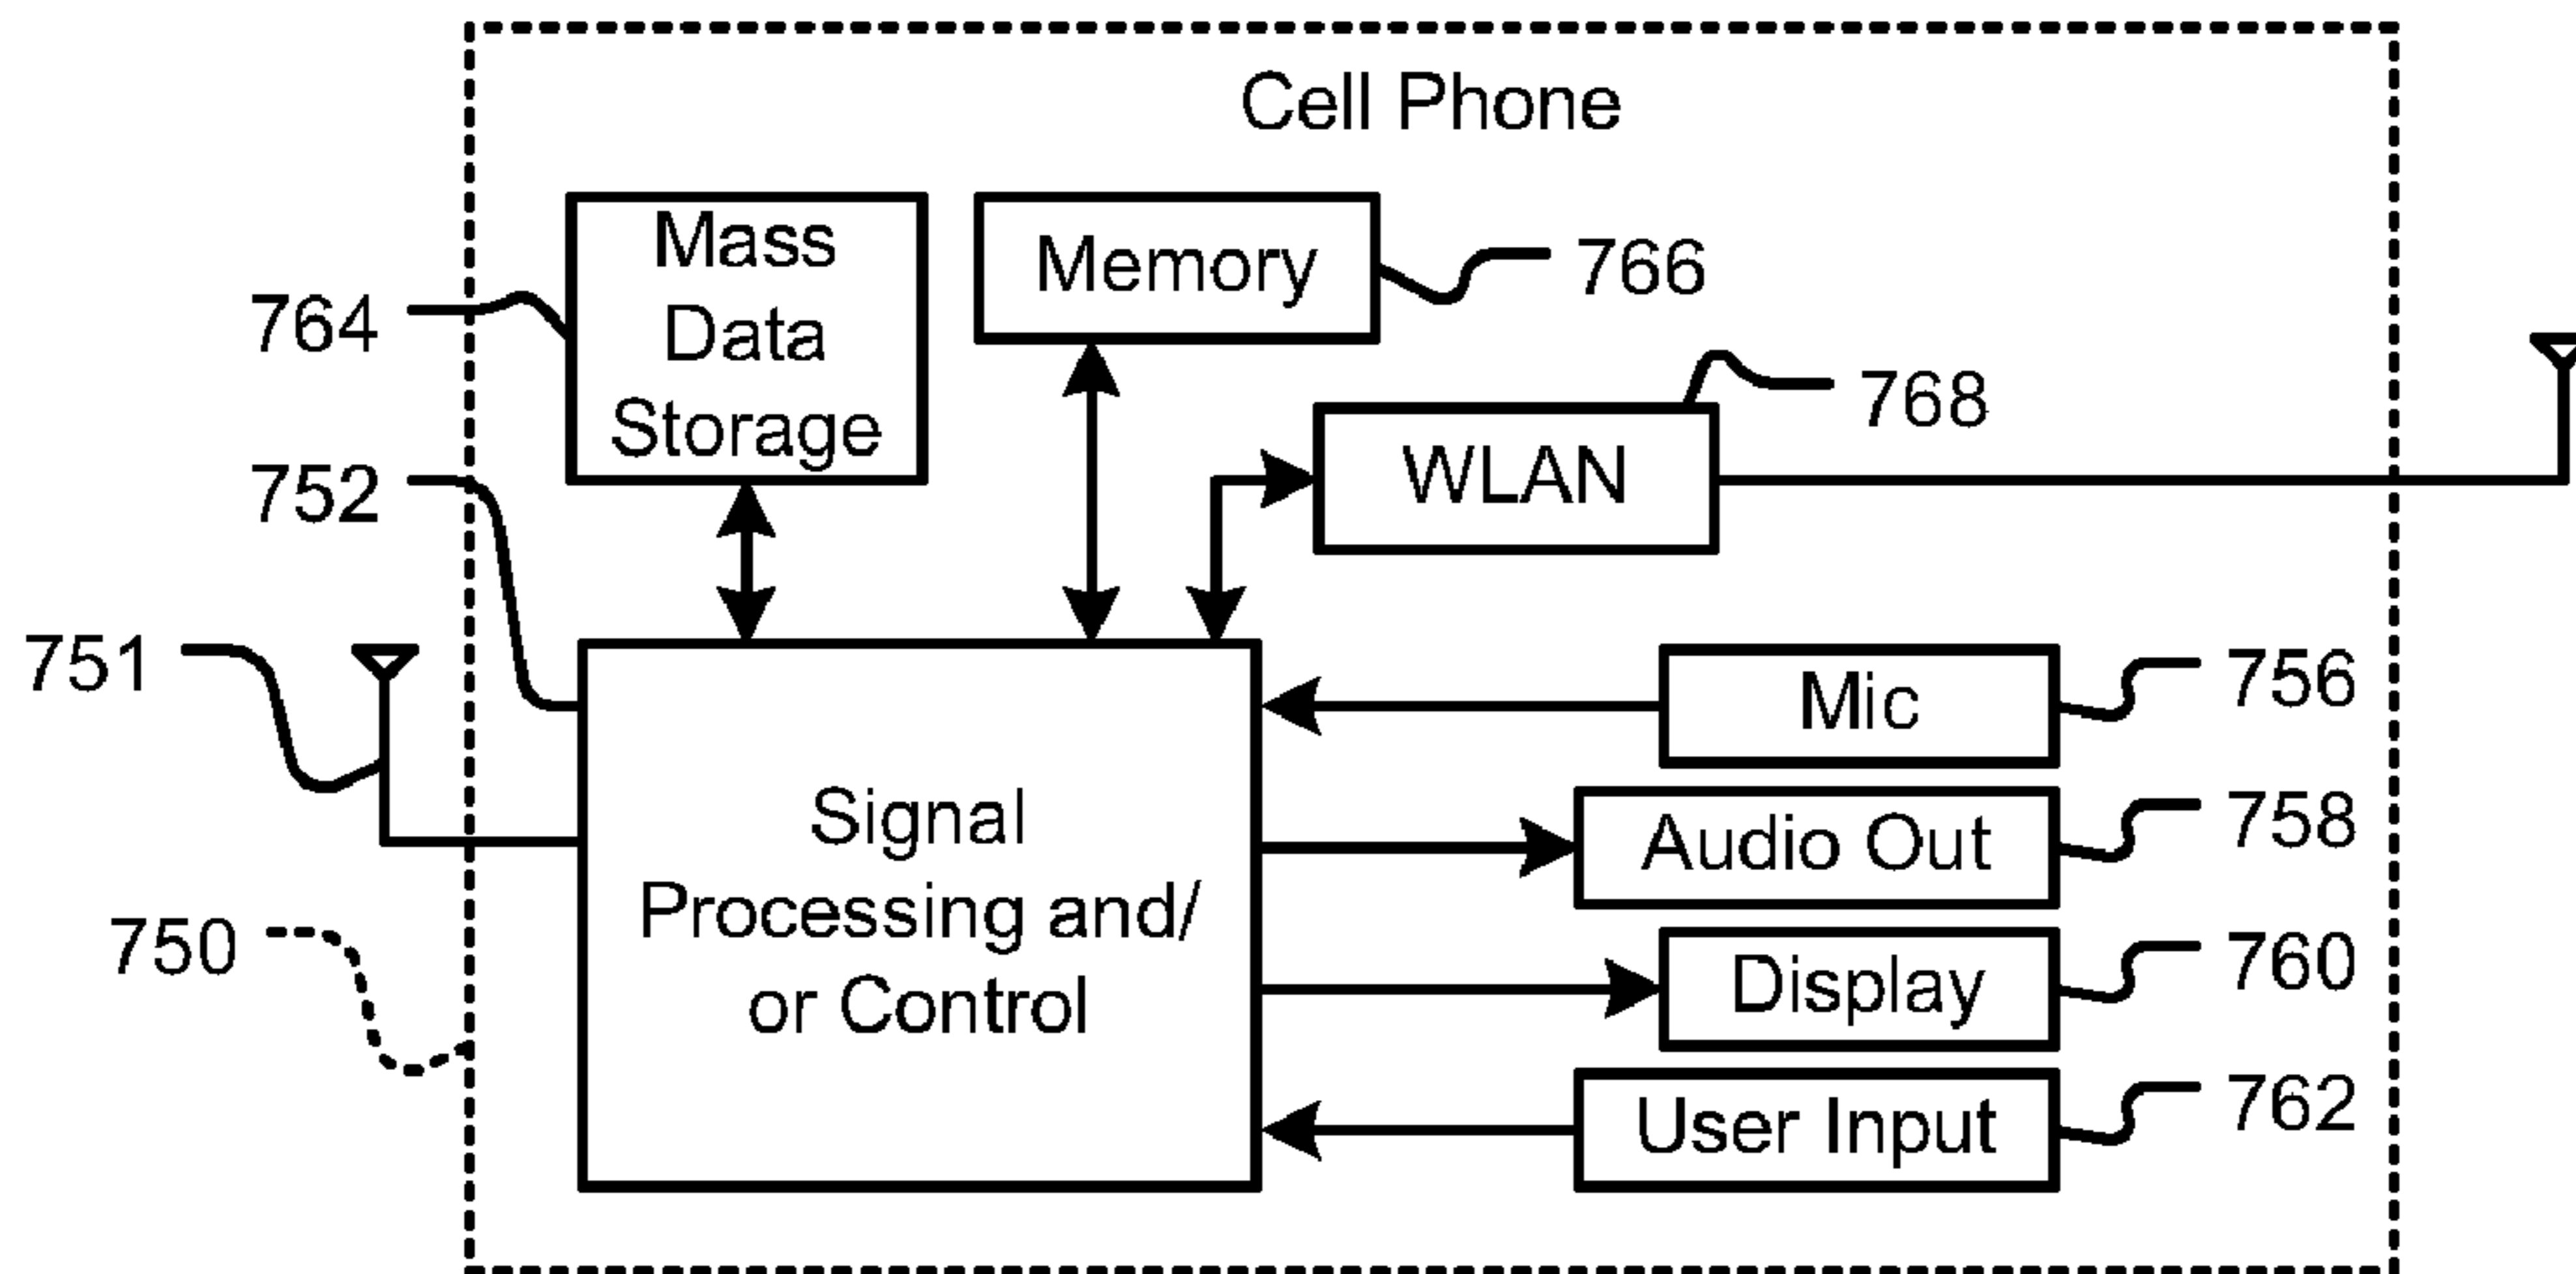 Cell Phone
Mass
Data
Storage
Memory
766
764
768
WLAN
752
751
Mic
756
Signal
Processing and/
or Control
Audio Out
758
750
Display
760
User Input
762